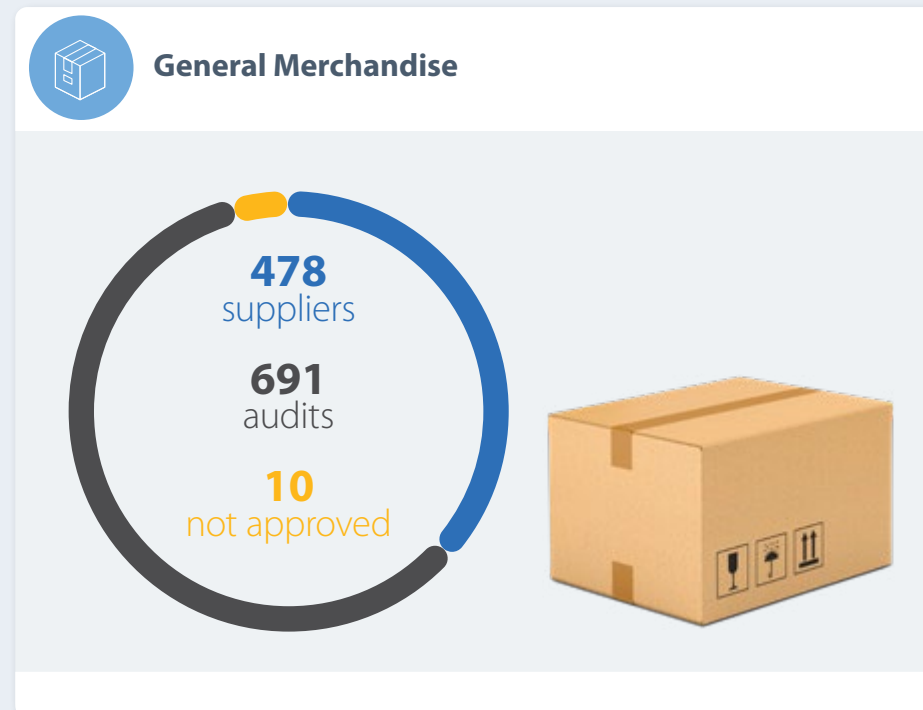 General Merchandise
478
suppliers
691
audits
10
not approved